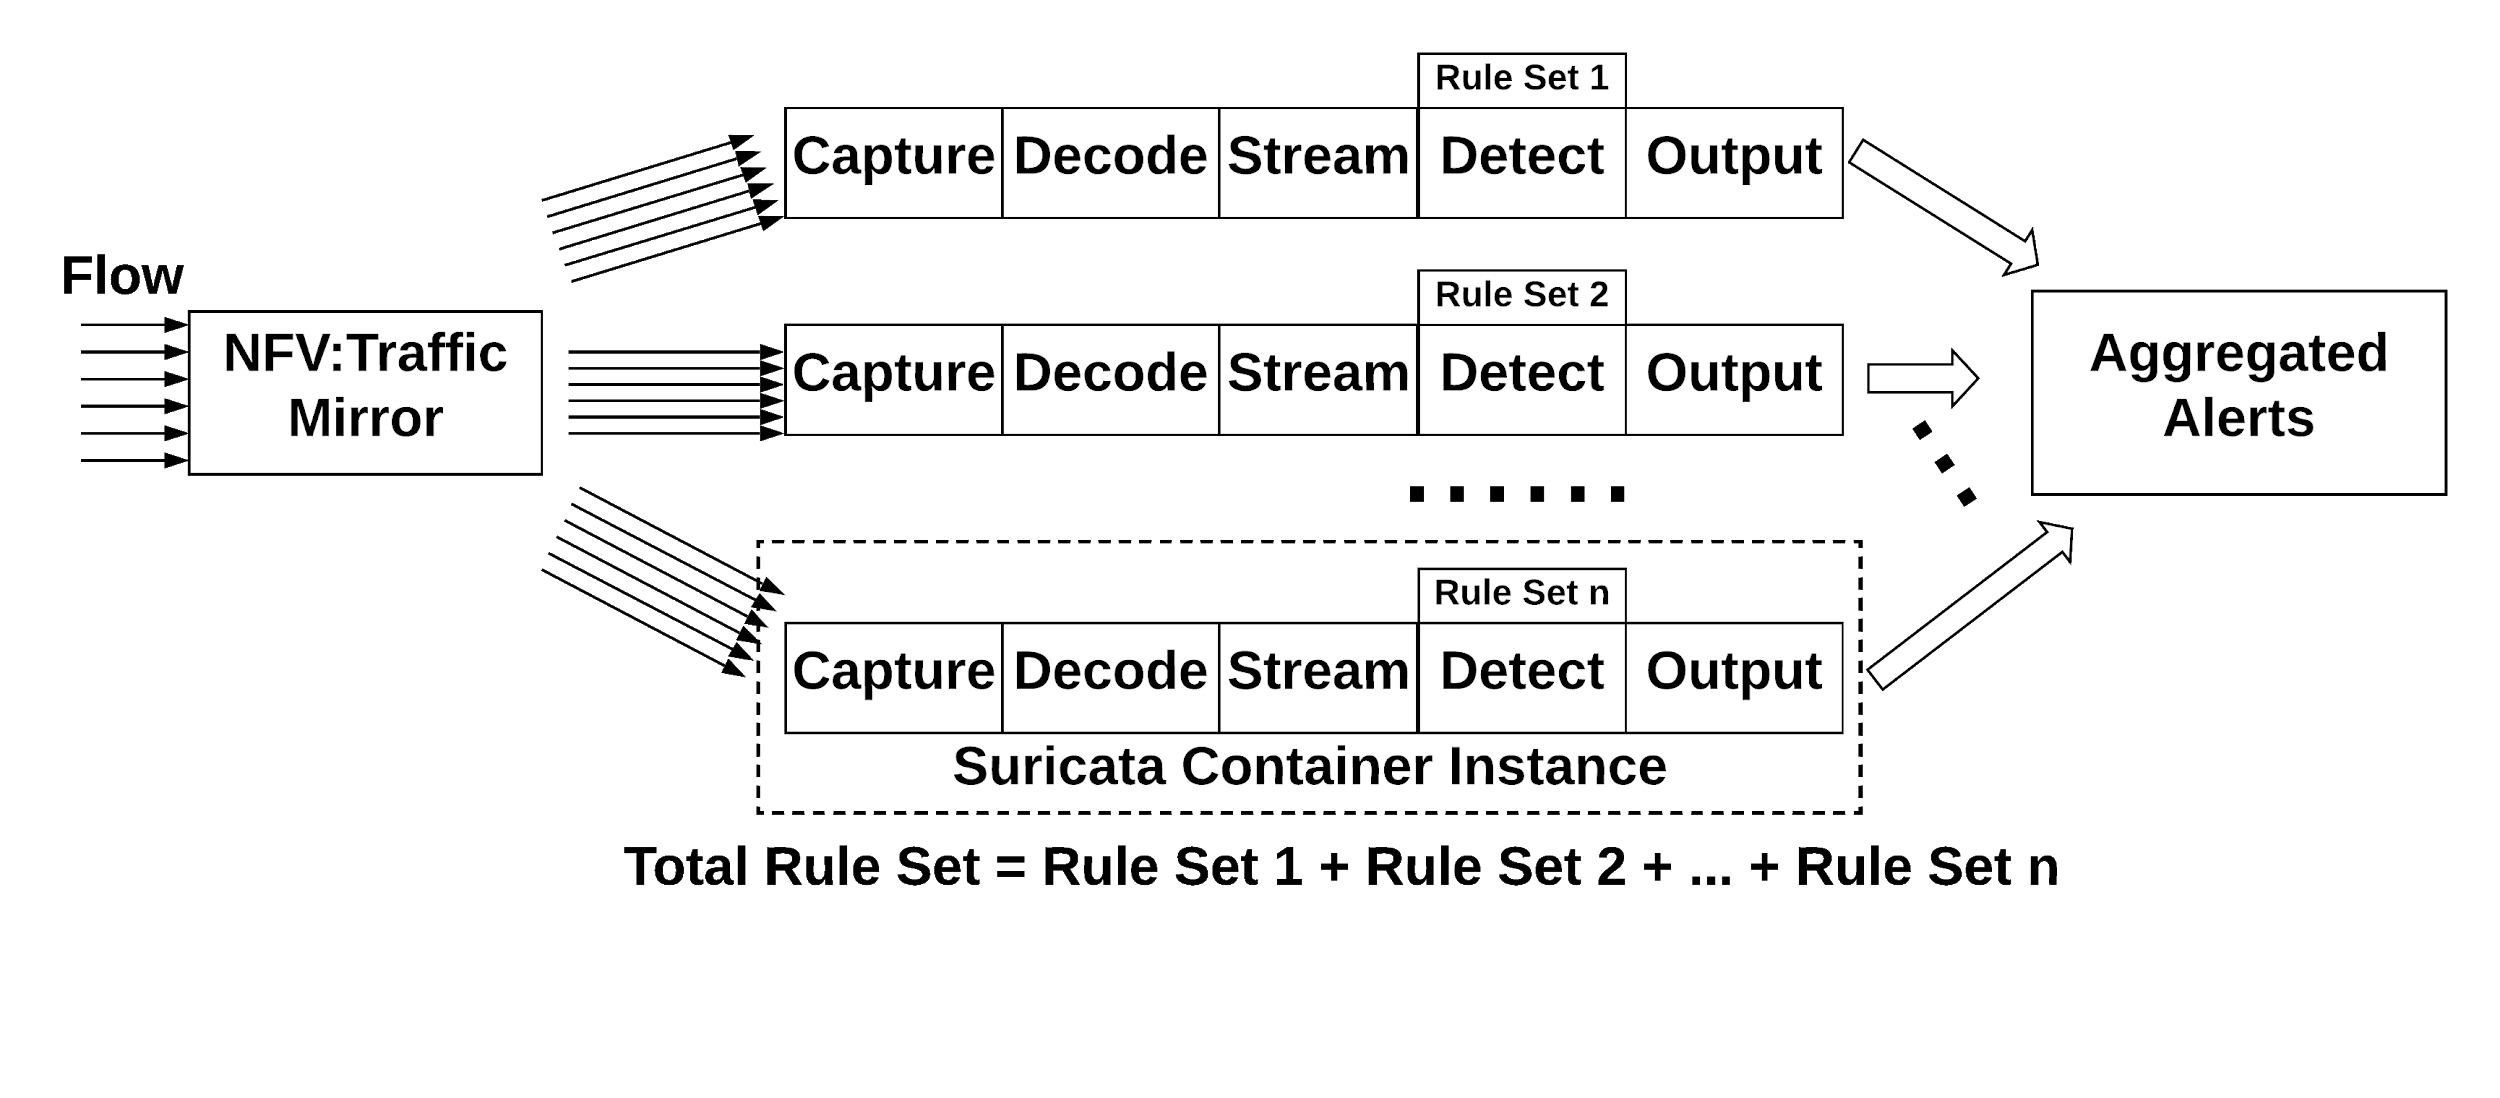 Flow
NFV:Traffic
Mirror
Rule Set 1
Capture Decode Stream Detect Output
Rule Set 2
Capture Decode Stream Detect Output
Rule Set n
Capture Decode Stream Detect Output
Suricata Container Instance
Aggregated
Alerts
Total Rule Set = Rule Set 1 + Rule Set 2 + ... + Rule Set n